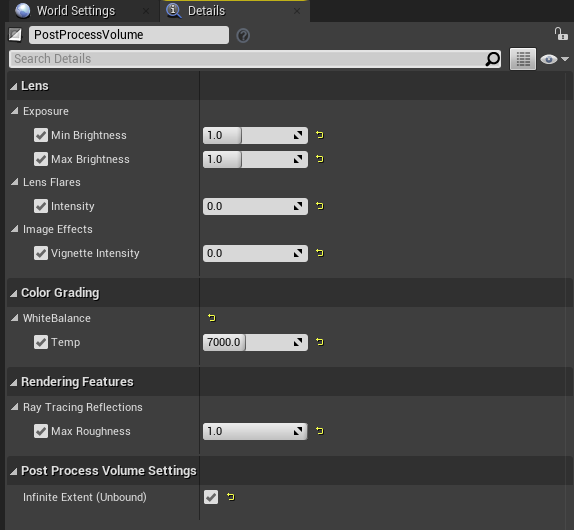 World Settings
Details
PostProcessVolume
Search Details
Lens
Exposure
Min Brightness 1.0
Max Brightness 1.0
Lens Flares
Intensity 0.0
Image Effects
Vignette Intensity 0.0
Color Grading
WhiteBalance
Temp 7000.0
Rendering Features
Ray Tracing Reflections
Max Roughness 1.0
Post Process Volume Settings
Infinite Extent (Unbound)